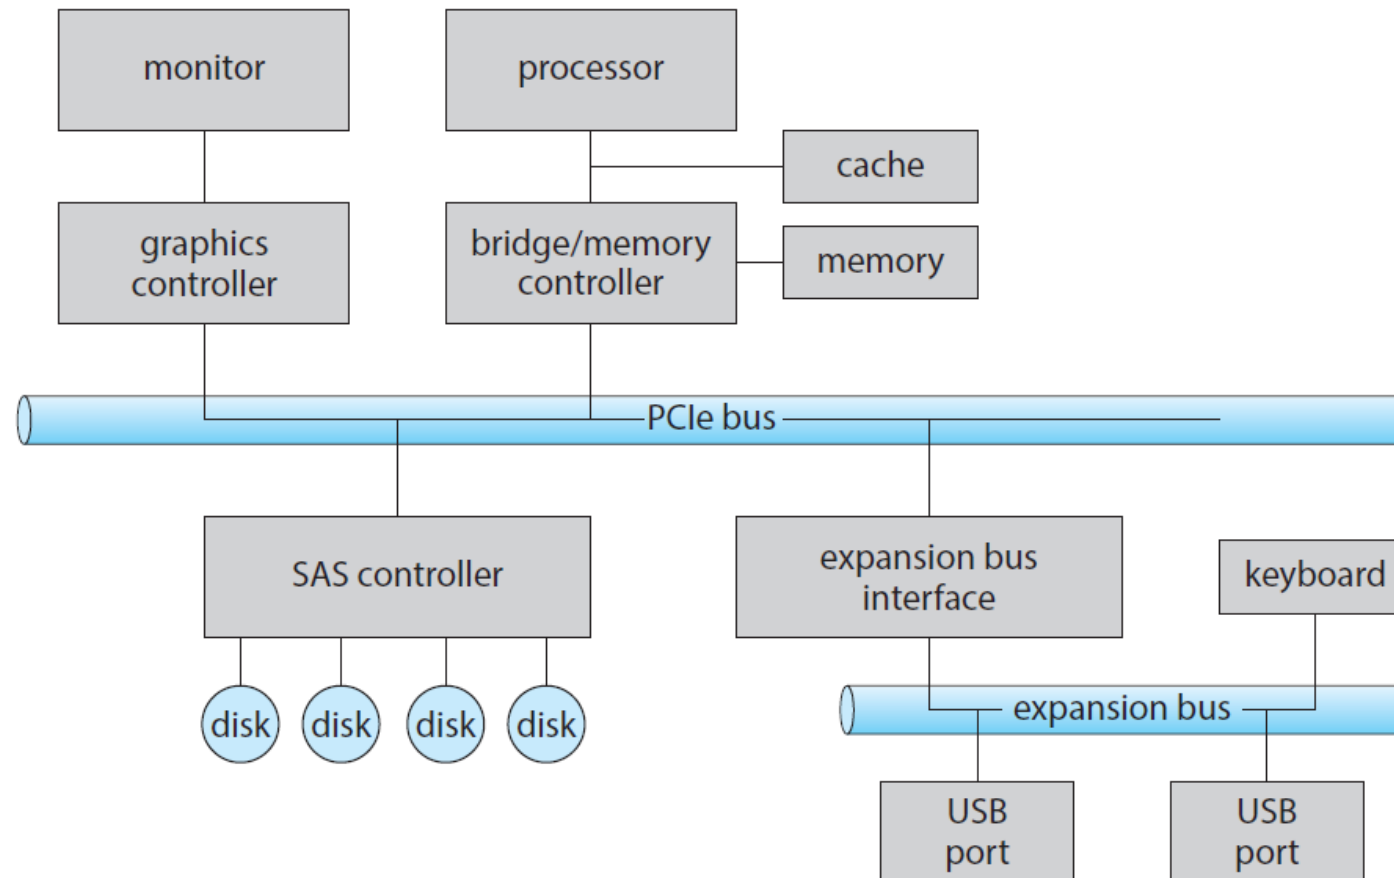 monitor
processor
cache
graphics
controller
bridge/memory
controller
memory
PCIe bus
SAS controller
expansion bus
interface
keyboard
disk
disk
disk
disk
expansion bus
USB
port
USB
port